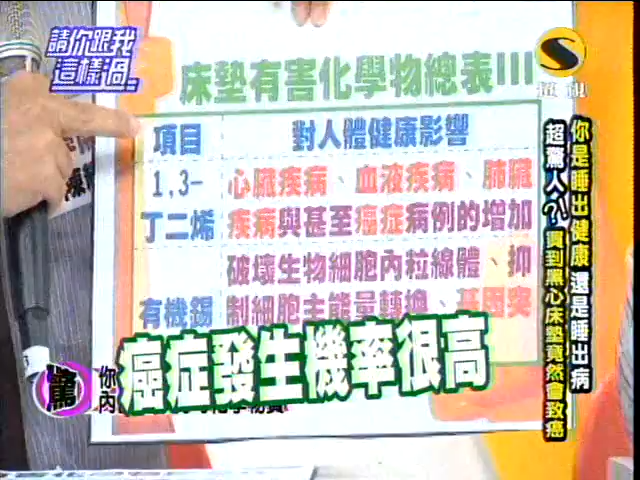 請你跟我
這樣過
床墊有害化學物總表III
項目
對人體健康影響
1,3-
丁二烯
心臟疾病、血液疾病、肺臟
疾病與甚至癌症病例的增加
有機錫
破壞生物細胞內粒線體、抑
制細胞主能量轉換、基因突
驚
你
內
癌症發生機率很高
你是睡出健康 還是睡出病
超驚人?!買到黑心床墊竟然會致癌